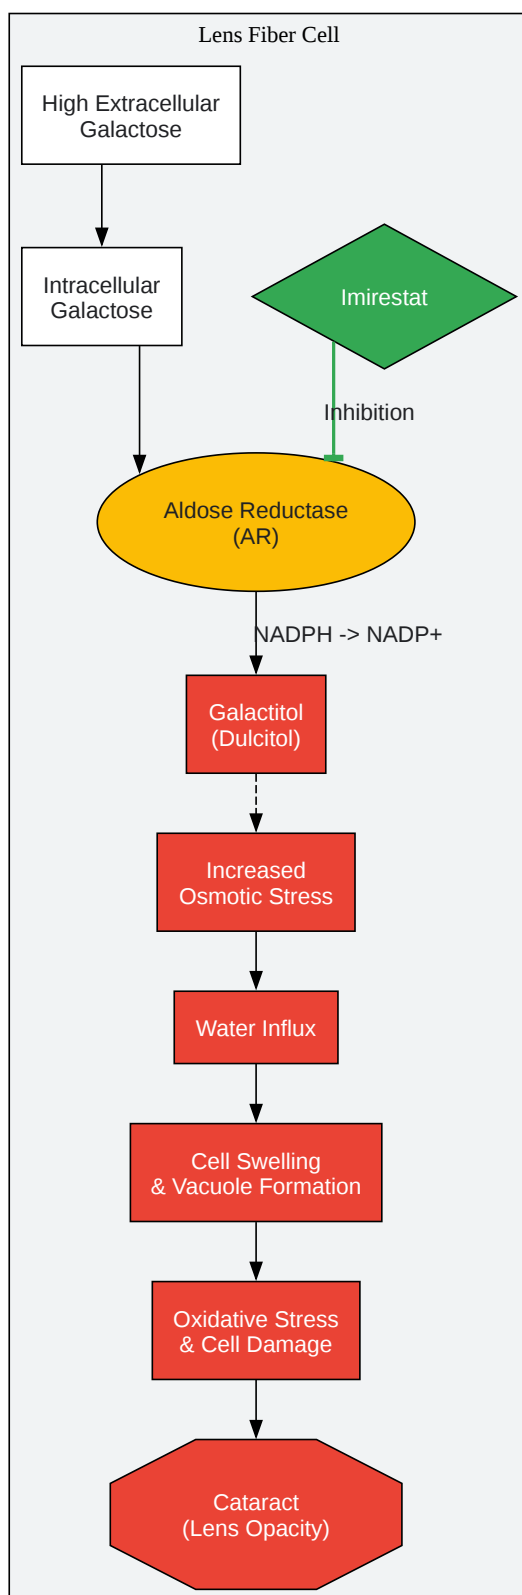 Lens Fiber Cell
High Extracellular
Galactose
Intracellular
Galactose
Imirestat
Inhibition
Aldose Reductase
(AR)
NADPH -> NADP+
Galactitol
(Dulcitol)
Increased
Osmotic Stress
Water Influx
Cell Swelling
& Vacuole Formation
Oxidative Stress
& Cell Damage
Cataract
(Lens Opacity)